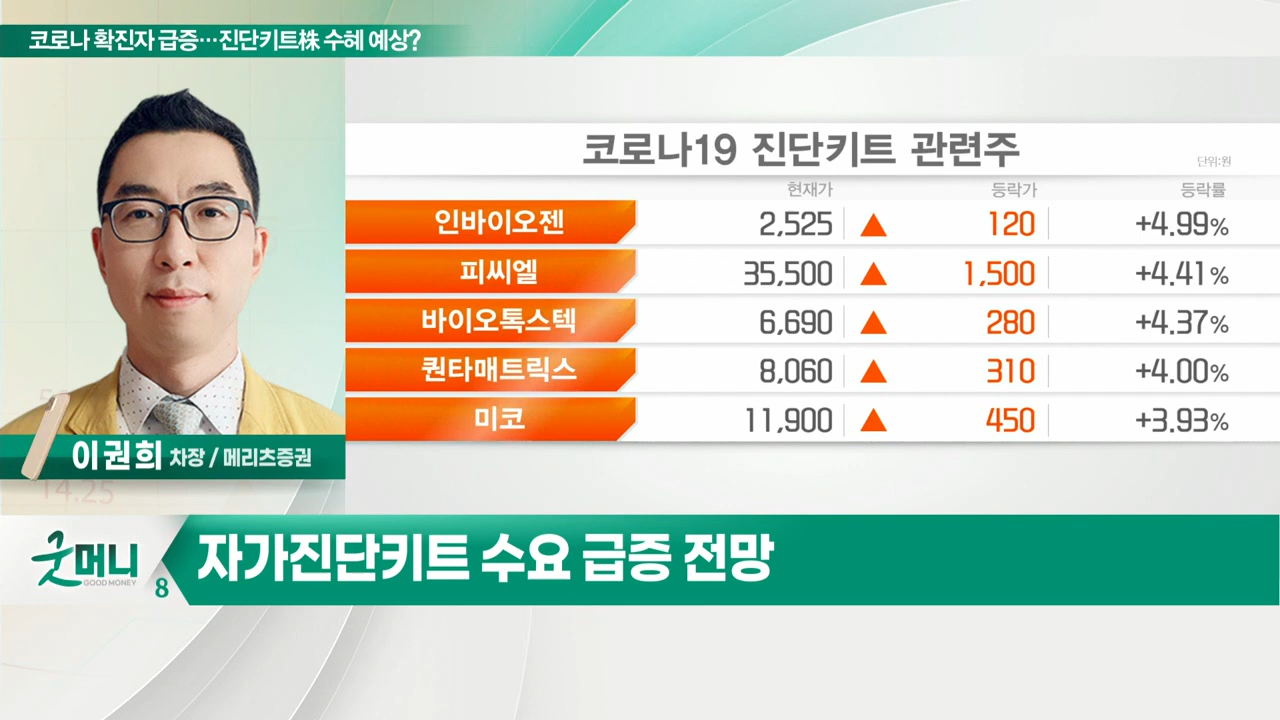 코로나 확진자 급증…진단키트株 수혜 예상?
코로나19 진단키트 관련주
단위:원
현재가 등락가 등락률
인바이오젠 2,525 ▲ 120 +4.99%
피씨엘 35,500 ▲ 1,500 +4.41%
바이오톡스텍 6,690 ▲ 280 +4.37%
퀀타매트릭스 8,060 ▲ 310 +4.00%
미코 11,900 ▲ 450 +3.93%
이권희 차장 / 메리츠증권
14.25
굿머니
GOOD MONEY
8
자가진단키트 수요 급증 전망